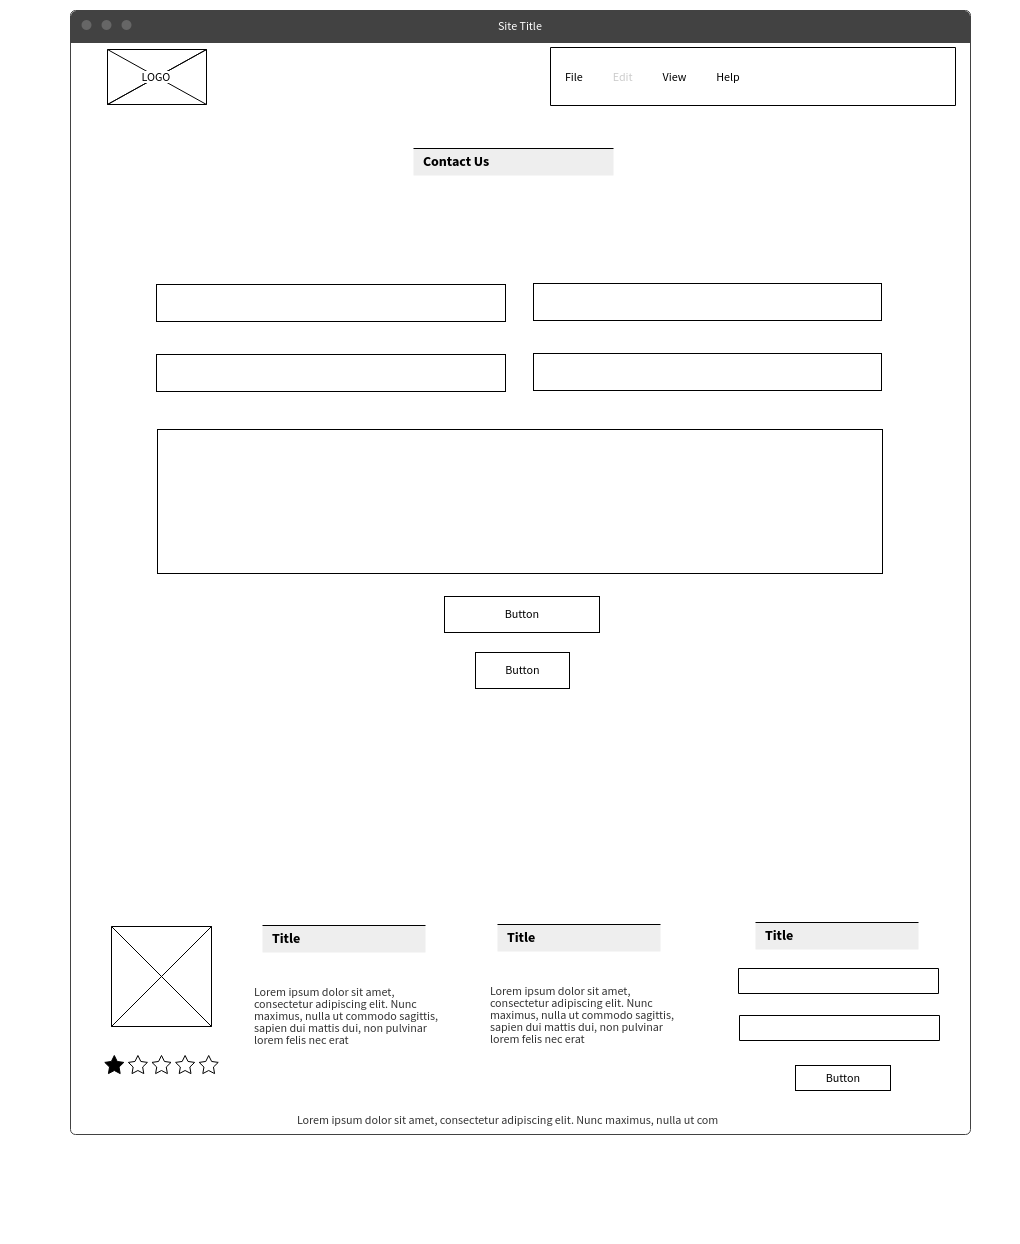 Site Title
LOGO
File Edit View Help
Contact Us
Button
Button
Title
Lorem ipsum dolor sit amet,
consectetur adipiscing elit. Nunc
maximus, nulla ut commodo sagittis,
sapien dui mattis dui, non pulvinar
lorem felis nec erat
Title
Lorem ipsum dolor sit amet,
consectetur adipiscing elit. Nunc
maximus, nulla ut commodo sagittis,
sapien dui mattis dui, non pulvinar
lorem felis nec erat
Title
Button
Lorem ipsum dolor sit amet, consectetur adipiscing elit. Nunc maximus, nulla ut com